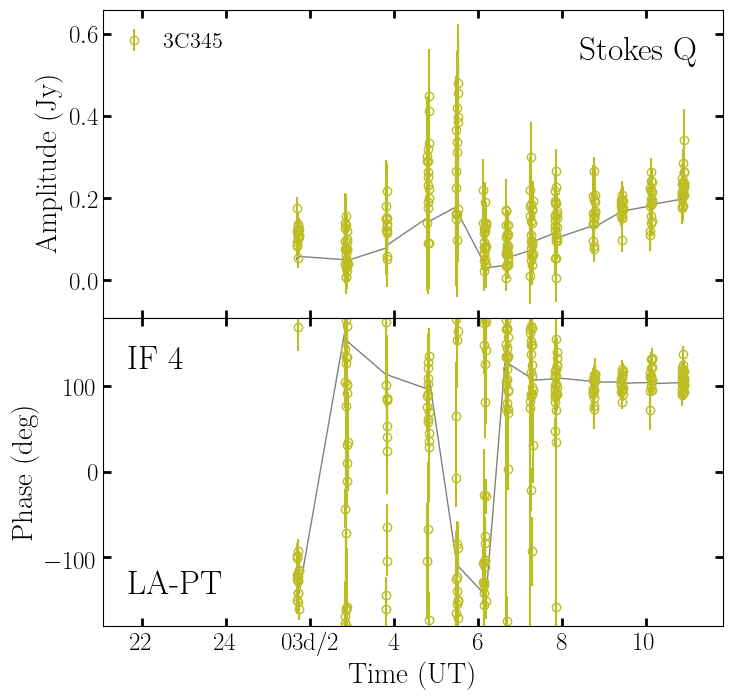 3C345
Stokes Q
0.6
0.4
0.2
0.0
Amplitude (Jy)
IF 4
100
0
−100
Phase (deg)
LA-PT
22 24 03d/2 4 6 8 10
Time (UT)